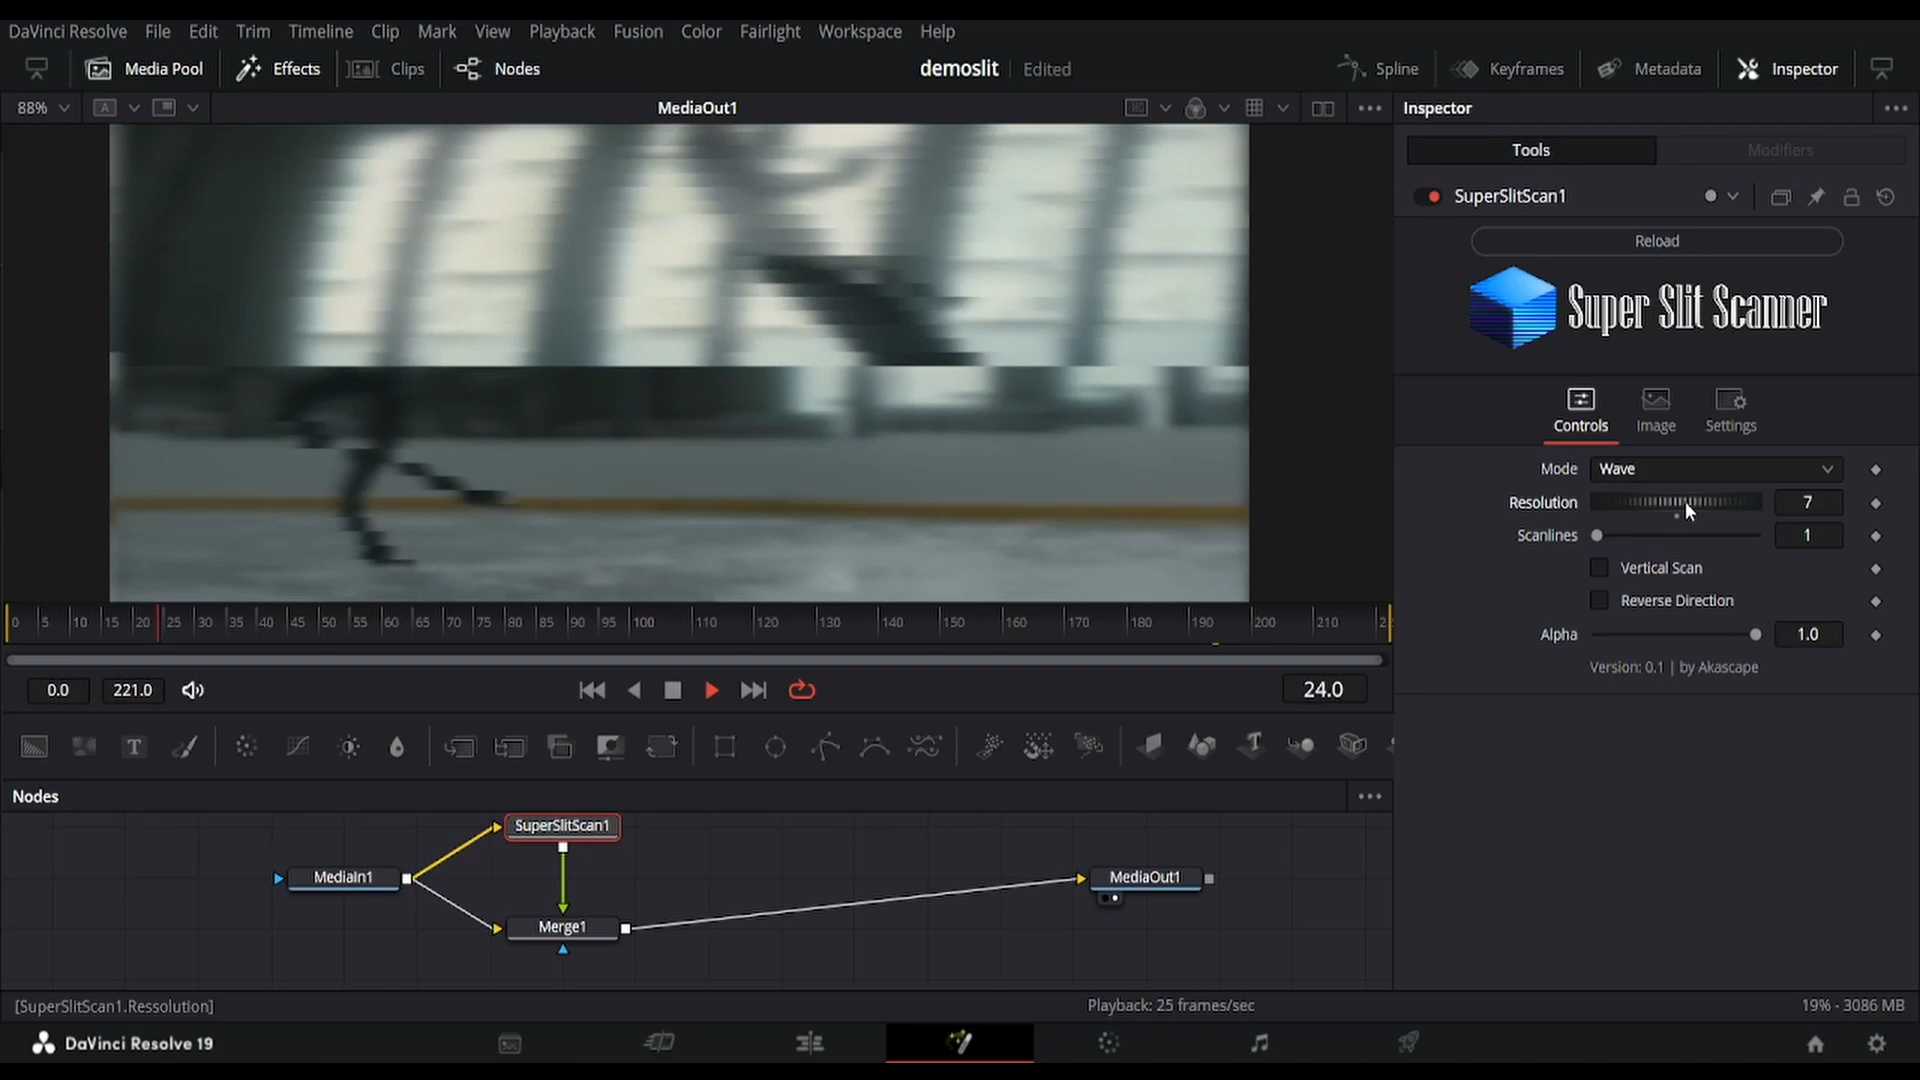 DaVinci Resolve File Edit Trim Timeline Clip Mark View Playback Fusion Color Fairlight Workspace Help
Media Pool Effects Clips Nodes demoslit Edited Spline Keyframes Metadata Inspector
88% A MediaOut1 Inspector
Tools Modifiers
SuperSlitScan1
Reload
Super Slit Scanner
Controls Image Settings
Mode Wave
Resolution 7
Scanlines 1
Vertical Scan
Reverse Direction
Alpha 1.0
Version: 0.1 | by Akascape
0 5 10 15 20 25 30 35 40 45 50 55 60 65 70 75 80 85 90 95 100 110 120 130 140 150 160 170 180 190 200 210
0.0 221.0 24.0
Nodes
SuperSlitScan1
MediaIn1 MediaOut1
Merge1
[SuperSlitScan1.Ressolution] Playback: 25 frames/sec 19% - 3086 MB
DaVinci Resolve 19